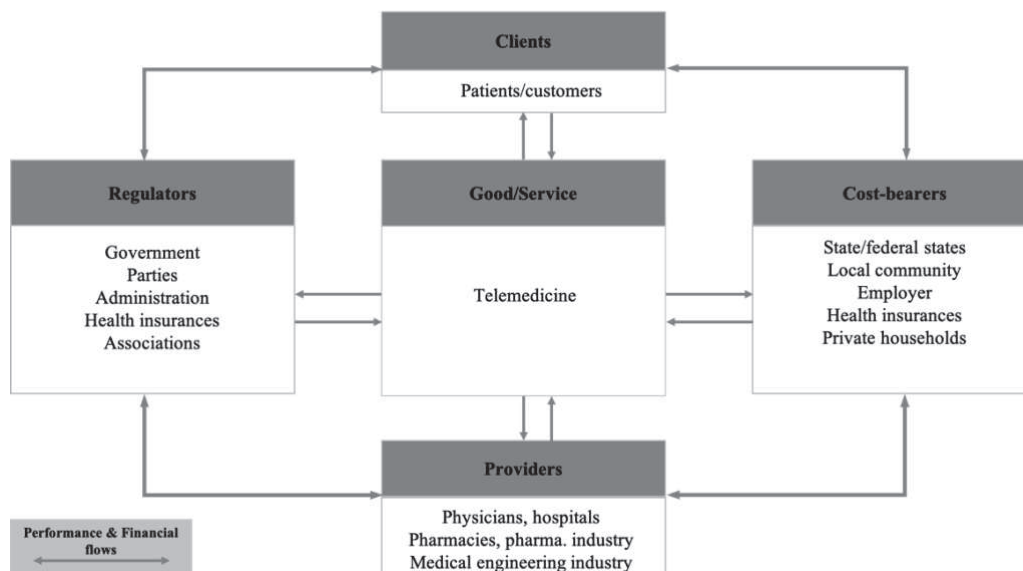 Clients
Patients/customers
Regulators
Government
Parties
Administration
Health insurances
Associations
Good/Service
Telemedicine
Cost-bearers
State/federal states
Local community
Employer
Health insurances
Private households
Providers
Physicians, hospitals
Pharmacies, pharma. industry
Medical engineering industry
Performance & Financial
flows